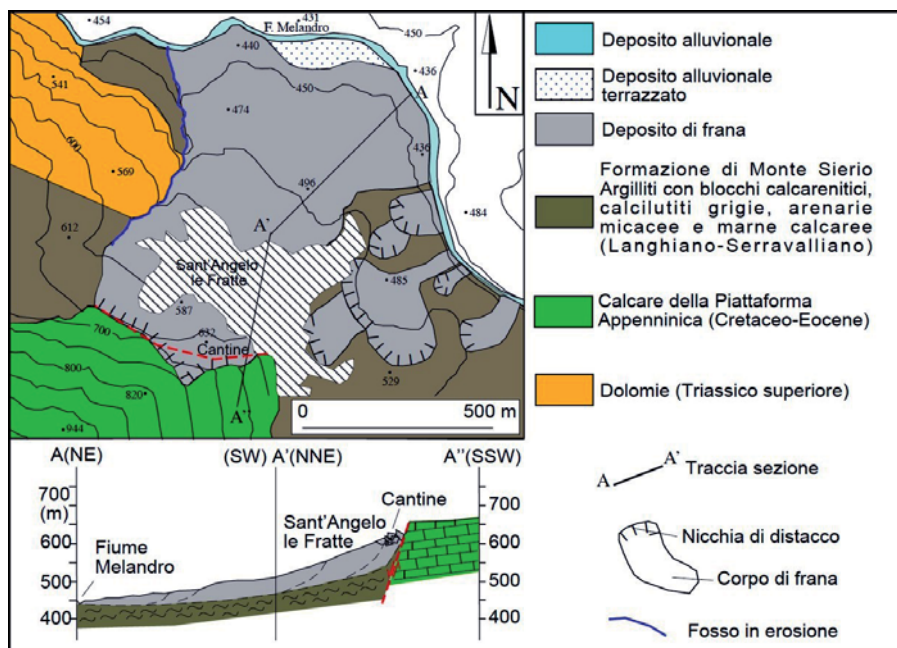 454
431
F. Melandro
450
440
436
541
450
A
474
N
600
436
569
496
484
A'
612
Sant'Angelo
le Fratte
485
587
700
632
Cantine
800
529
820
A''
0
500 m
944
Deposito alluvionale
Deposito alluvionale
terrazzato
Deposito di frana
Formazione di Monte Sierio
Argilliti con blocchi calcarenitici,
calcilutiti grigie, arenarie
micacee e marne calcaree
(Langhiano-Serravalliano)
Calcare della Piattaforma
Appenninica (Cretaceo-Eocene)
Dolomie (Triassico superiore)
A A' Traccia sezione
Nicchia di distacco
Corpo di frana
Fosso in erosione
A(NE)
(SW) A'(NNE)
A''(SSW)
700
(m)
600
500
400
Fiume
Melandro
Sant'Angelo
le Fratte
Cantine
700
600
500
400